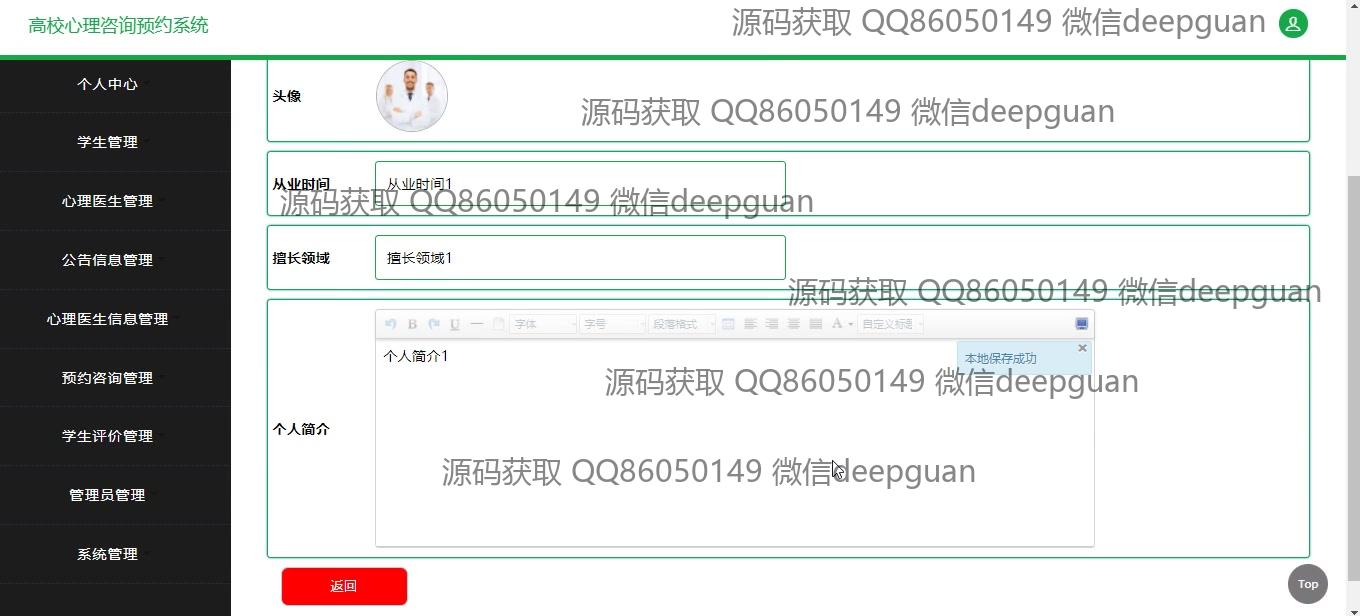 高校心理咨询预约系统
源码获取 QQ86050149 微信deepguan
个人中心
学生管理
心理医生管理
公告信息管理
心理医生信息管理
预约咨询管理
学生评价管理
管理员管理
系统管理
头像
源码获取 QQ86050149 微信deepguan
从业时间
从业时间1
源码获取 QQ86050149 微信deepguan
擅长领域
擅长领域1
源码获取 QQ86050149 微信deepguan
B U 字体 字号 段落格式 A 自定义标题
个人简介1
本地保存成功
源码获取 QQ86050149 微信deepguan
个人简介
源码获取 QQ86050149 微信deepguan
返回
Top